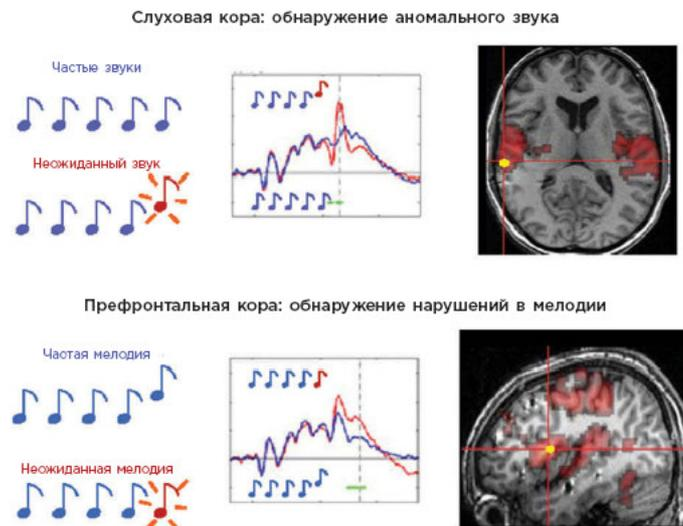 Слуховая кора: обнаружение аномального звука
Частые звуки
Неожиданный звук
Префронтальная кора: обнаружение нарушений в мелодии
Частая мелодия
Неожиданная мелодия